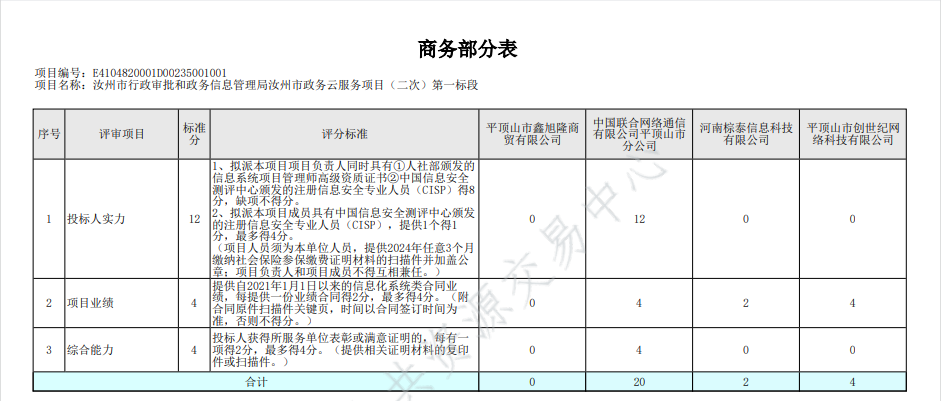 商务部分表
项目编号: E4104820001D00235001001
项目名称: 汝州市行政审批和政务信息管理局汝州市政务云服务项目（二次）第一标段
序号 评审项目 标准分 评分标准 平顶山市鑫旭隆商贸有限公司 中国联合网络通信有限公司平顶山市分公司 河南棕泰信息科技有限公司 平顶山市创世纪网络科技有限公司
1 投标人实力 12
1、拟派本项目项目负责人同时具有①人社部颁发的
信息系统项目管理师高级资质证书②中国信息安全
测评中心颁发的注册信息安全专业人员（CISP）得8
分，缺项不得分。
2、拟派本项目成员具有中国信息安全测评中心颁发
的注册信息安全专业人员（CISP），提供1个得1
分，最多得4分。
（项目人员须为本单位人员，提供2024年任意3个月
缴纳社会保险参保缴费证明材料的扫描件并加盖公
章；项目负责人和项目成员不得互相兼任。）
0 12 0 0
2 项目业绩 4
提供自2021年1月1日以来的信息化系统类合同业
绩，每提供一份业绩合同得2分，最多得4分。（附
合同原件扫描件关键页，时间以合同签订时间为
准，否则不得分。）
0 4 2 4
3 综合能力 4
投标人获得所服务单位表彰或满意证明的，每有一
项得2分，最多得4分。（提供相关证明材料的复印
件或扫描件。）
0 4 0 0
合计 0 20 2 4
共资源交易中心